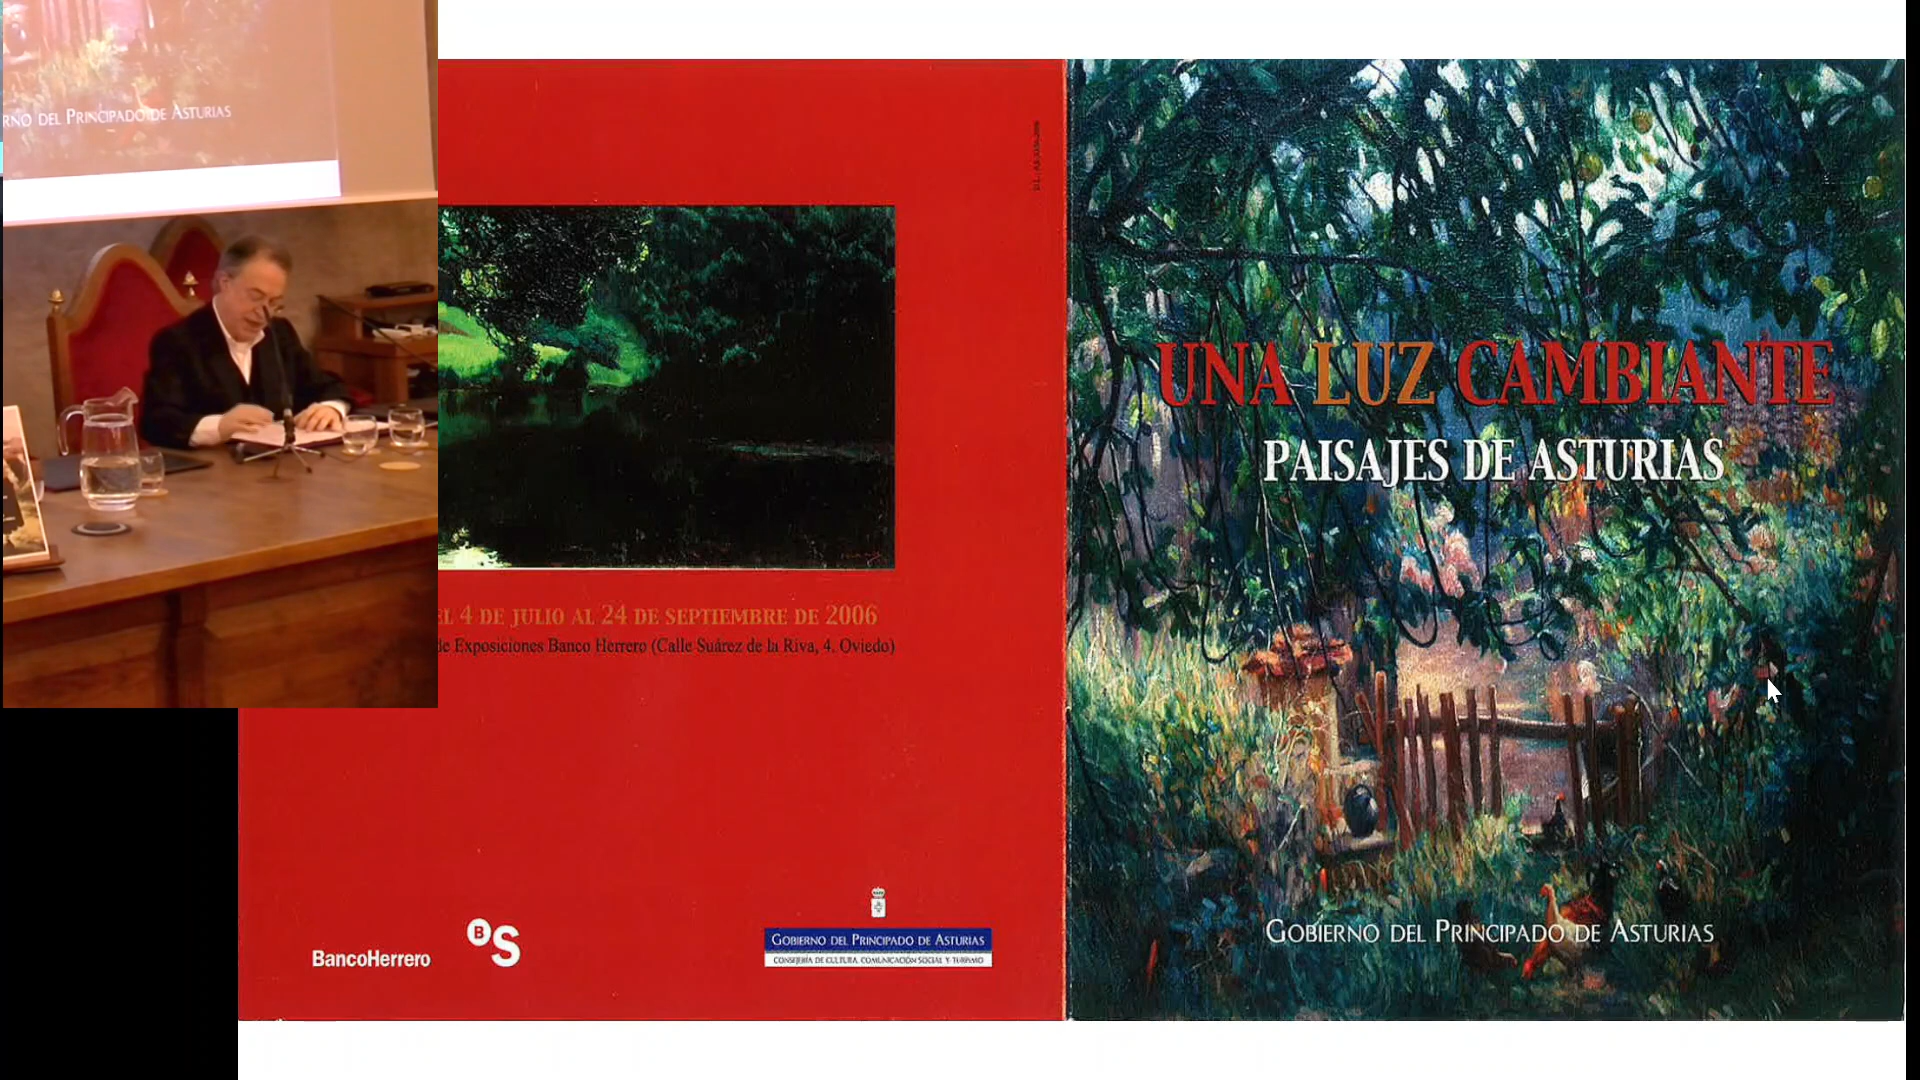 RNO DEL PRINCIPADO DE ASTURIAS
EL 4 DE JULIO AL 24 DE SEPTIEMBRE DE 2006
de Exposiciones Banco Herrero (Calle Suárez de la Riva, 4. Oviedo)
BancoHerrero
B S
GOBIERNO DEL PRINCIPADO DE ASTURIAS
CONSEJERÍA DE CULTURA, COMUNICACIÓN SOCIAL Y TURISMO
UNA LUZ CAMBIANTE
PAISAJES DE ASTURIAS
GOBIERNO DEL PRINCIPADO DE ASTURIAS